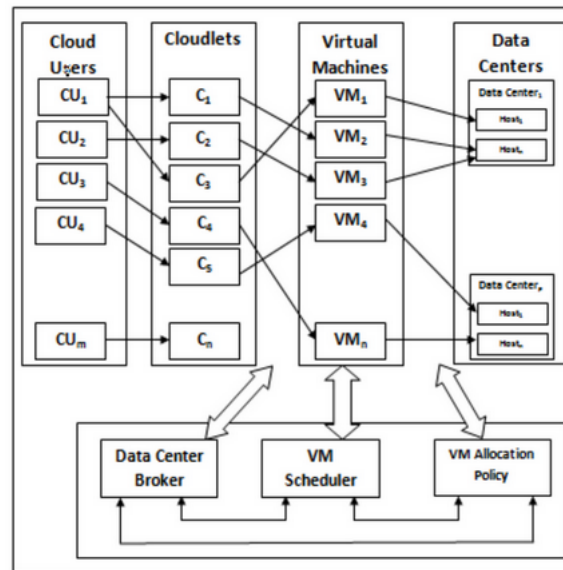 Cloud
Users
Cloudlets
Virtual
Machines
Data
Centers
CU₁
CU₂
CU₃
CU₄
CUₘ
C₁
C₂
C₃
C₄
C₅
Cₙ
VM₁
VM₂
VM₃
VM₄
VMₙ
Data Center₁
Host₁
Hostₙ
Data Centerₚ
Host₁
Hostₙ
Data Center
Broker
VM
Scheduler
VM Allocation
Policy